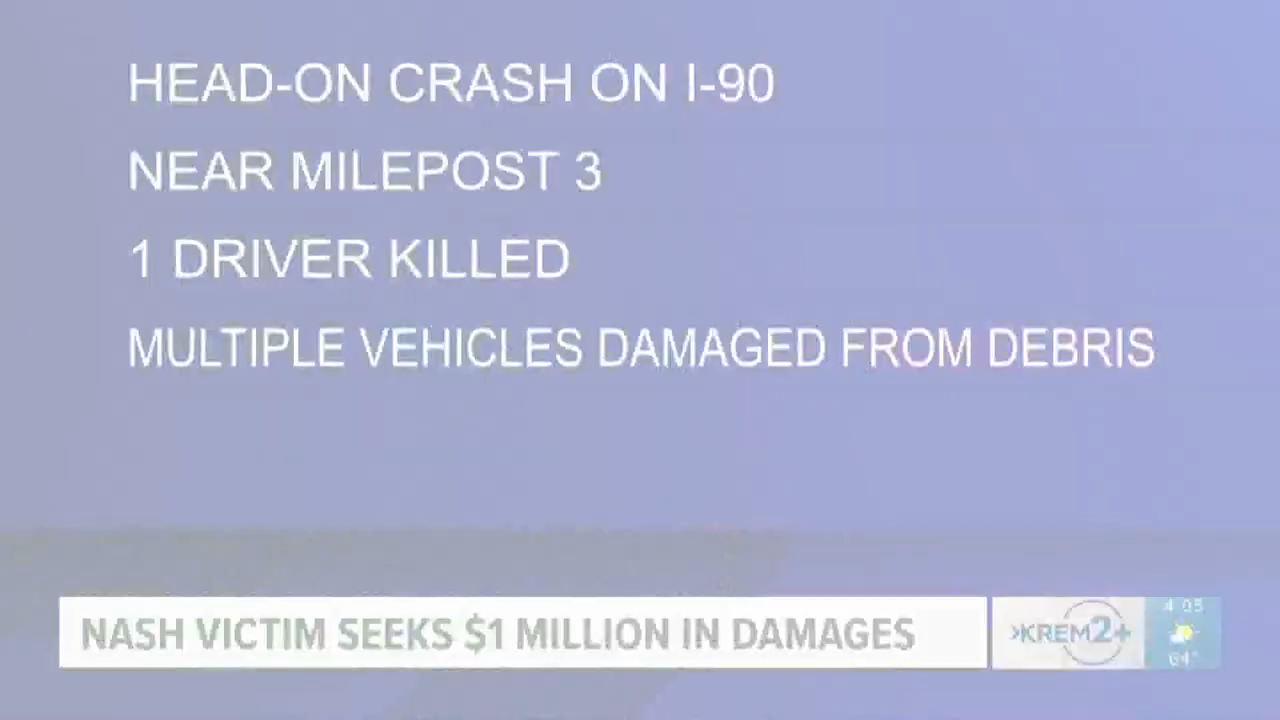 HEAD-ON CRASH ON I-90
NEAR MILEPOST 3
1 DRIVER KILLED
MULTIPLE VEHICLES DAMAGED FROM DEBRIS
NASH VICTIM SEEKS $1 MILLION IN DAMAGES
KREM2+
4:05
64°